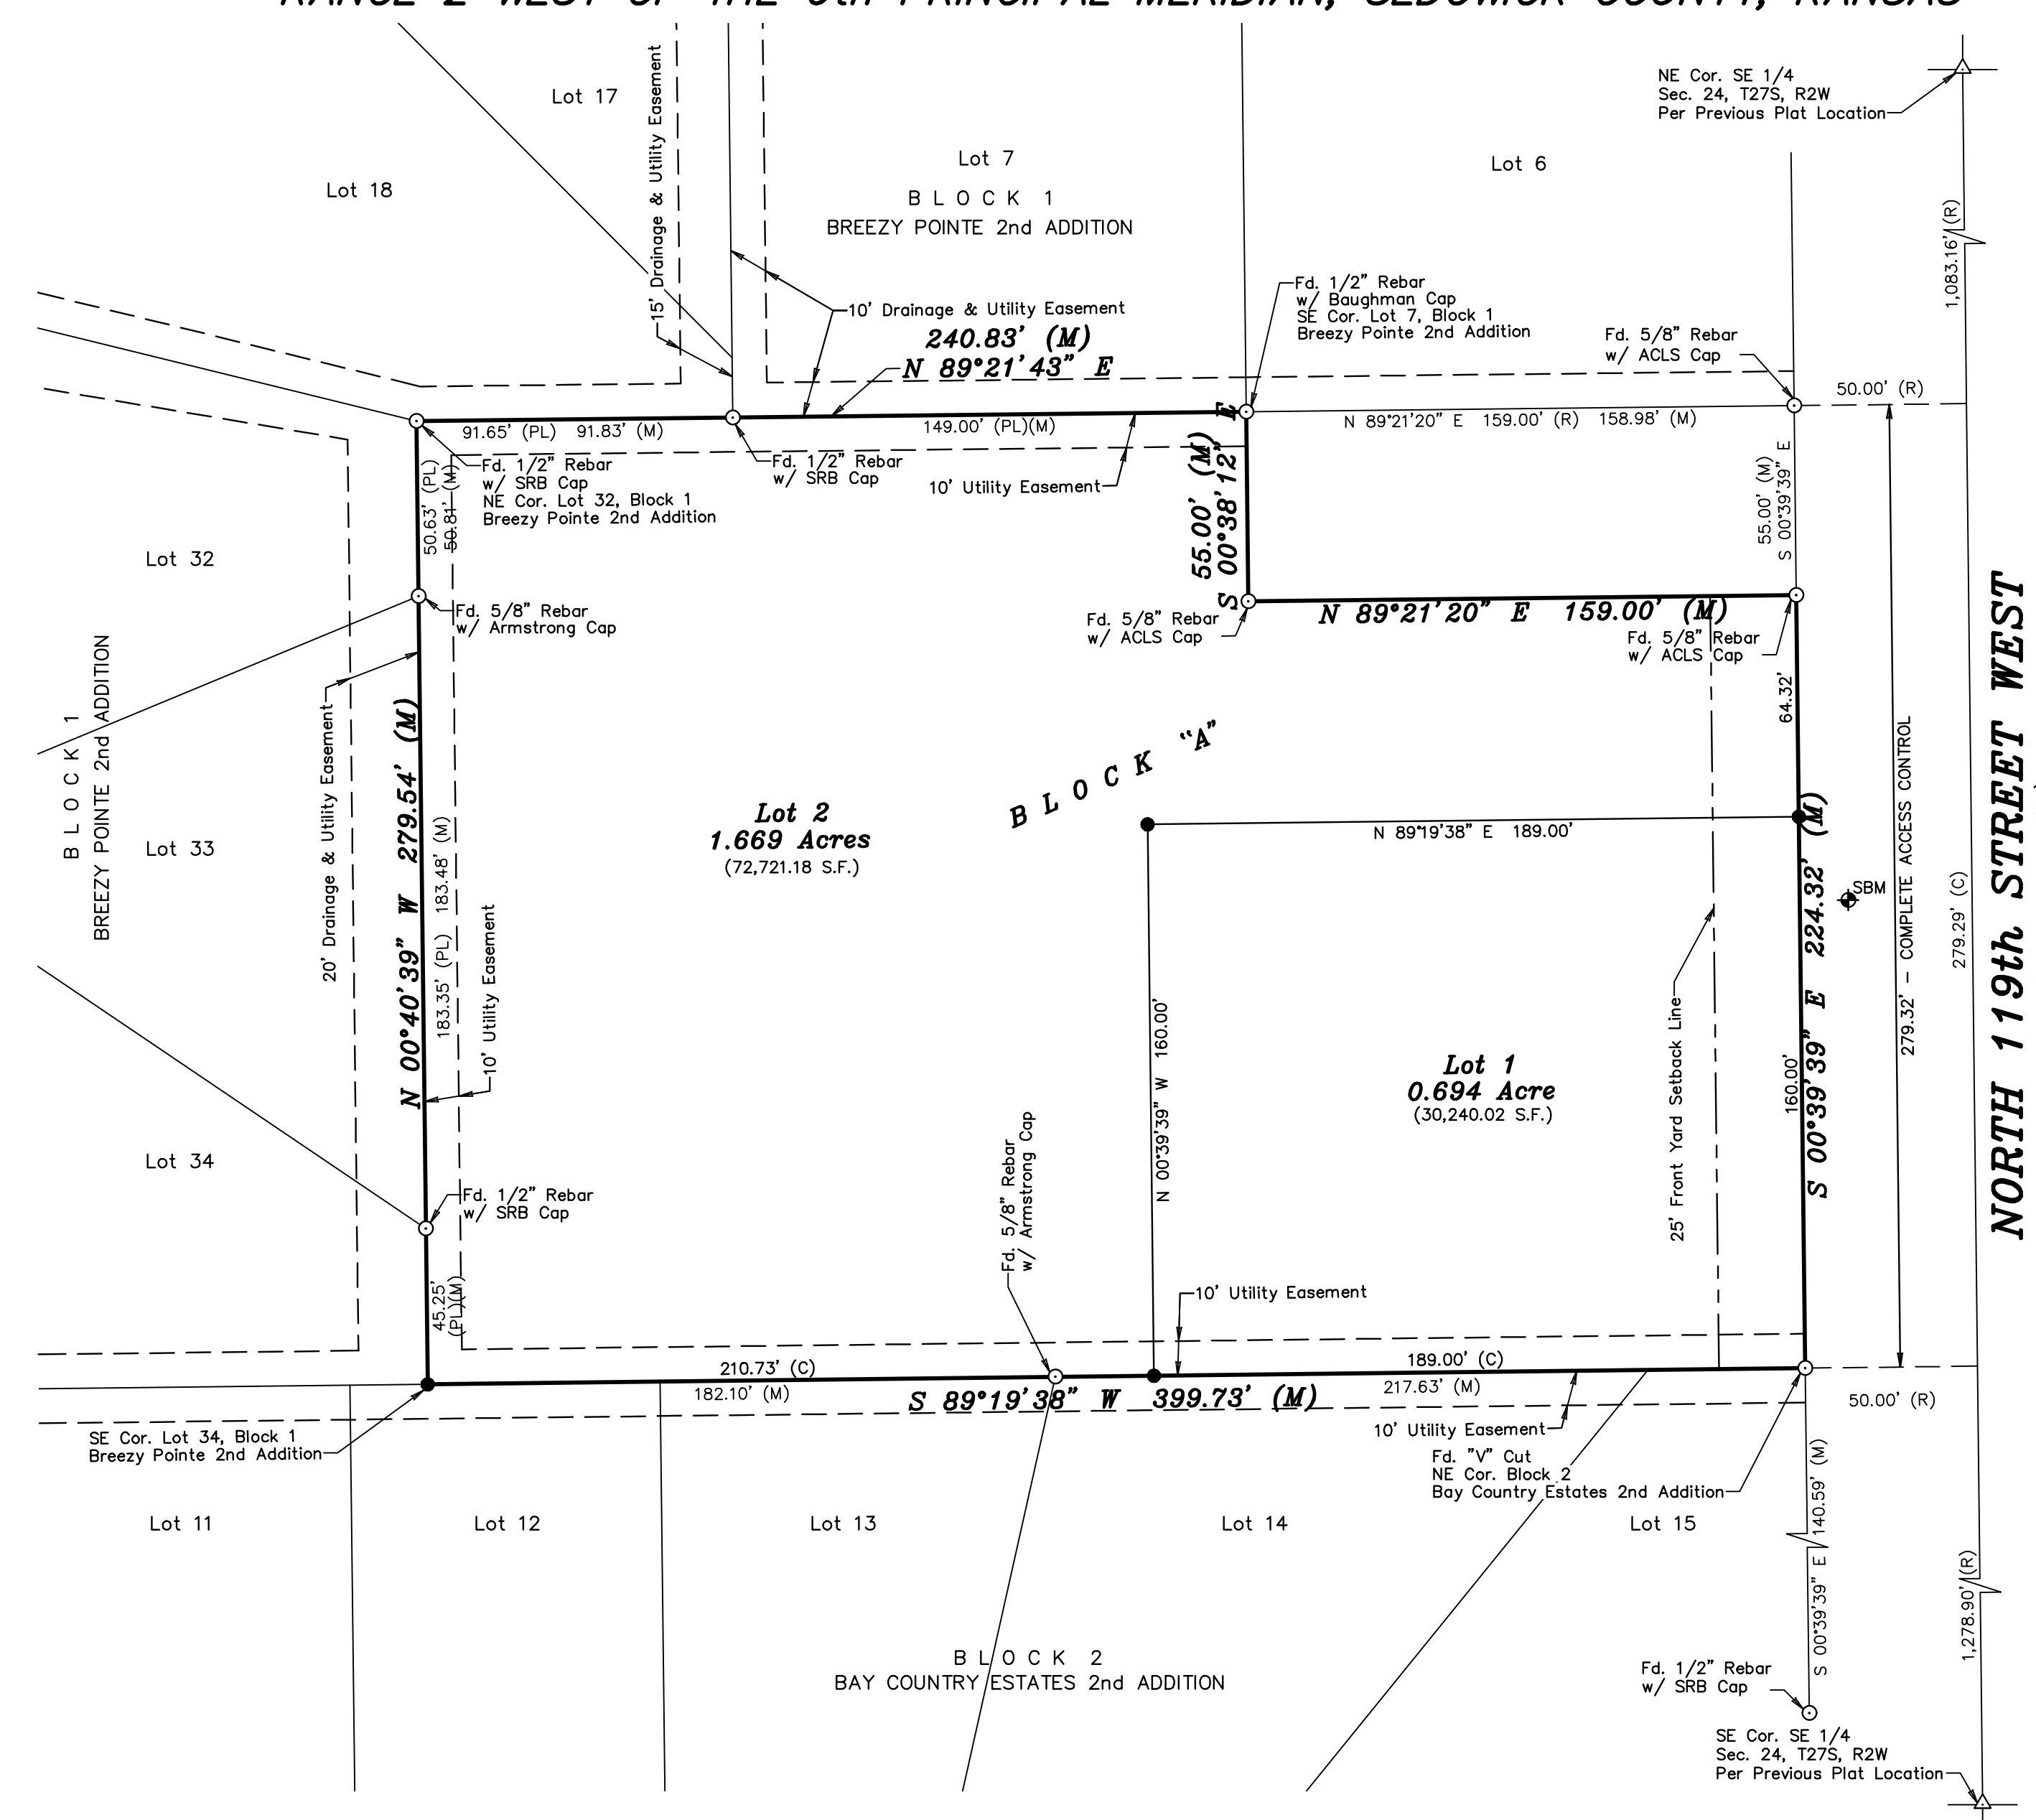 RANGE 2 WEST OF THE 6th PRINCIPAL MERIDIAN, SEDGWICK COUNTY, KANSAS
NE Cor. SE 1/4
Sec. 24, T27S, R2W
Per Previous Plat Location
Lot 17
15' Drainage & Utility Easement
Lot 7
B L O C K 1
BREEZY POINTE 2nd ADDITION
Lot 6
Lot 18
1,083.16' (R)
10' Drainage & Utility Easement
240.83' (M)
N 89°21'43" E
Fd. 1/2" Rebar
w/ Baughman Cap
SE Cor. Lot 7, Block 1
Breezy Pointe 2nd Addition
Fd. 5/8" Rebar
w/ ACLS Cap
50.00' (R)
91.65' (PL) 91.83' (M)
149.00' (PL)(M)
N 89°21'20" E 159.00' (R) 158.98' (M)
50.63' (PL)
50.81' (M)
Fd. 1/2" Rebar
w/ SRB Cap
NE Cor. Lot 32, Block 1
Breezy Pointe 2nd Addition
Fd. 1/2" Rebar
w/ SRB Cap
10' Utility Easement
55.00' (M)
S 00°38'12" E
55.00' (M)
S 00°39'39" E
Lot 32
Fd. 5/8" Rebar
w/ Armstrong Cap
Fd. 5/8" Rebar
w/ ACLS Cap
N 89°21'20" E 159.00' (M)
Fd. 5/8" Rebar
w/ ACLS Cap
64.32'
B L O C K 1
BREEZY POINTE 2nd ADDITION
20' Drainage & Utility Easement
N 00°40'39" W 279.54' (M)
183.35' (PL) 183.48' (M)
10' Utility Easement
B L O C K "A"
Lot 2
1.669 Acres
(72,721.18 S.F.)
N 89°19'38" E 189.00'
Lot 33
SBM
S 00°39'39" E 224.32' (M)
279.32' - COMPLETE ACCESS CONTROL
279.29' (C)
NORTH 119th STREET WEST
N 00°39'39" W 160.00'
25' Front Yard Setback Line
160.00'
Lot 1
0.694 Acre
(30,240.02 S.F.)
Lot 34
Fd. 1/2" Rebar
w/ SRB Cap
Fd. 5/8" Rebar
w/ Armstrong Cap
45.25'
(PL)(M)
10' Utility Easement
210.73' (C)
189.00' (C)
182.10' (M)
S 89°19'38" W 399.73' (M)
217.63' (M)
50.00' (R)
SE Cor. Lot 34, Block 1
Breezy Pointe 2nd Addition
10' Utility Easement
Fd. "V" Cut
NE Cor. Block 2
Bay Country Estates 2nd Addition
S 00°39'39" E 140.59' (M)
Lot 11
Lot 12
Lot 13
Lot 14
Lot 15
1,278.90' (R)
B L O C K 2
BAY COUNTRY ESTATES 2nd ADDITION
Fd. 1/2" Rebar
w/ SRB Cap
SE Cor. SE 1/4
Sec. 24, T27S, R2W
Per Previous Plat Location